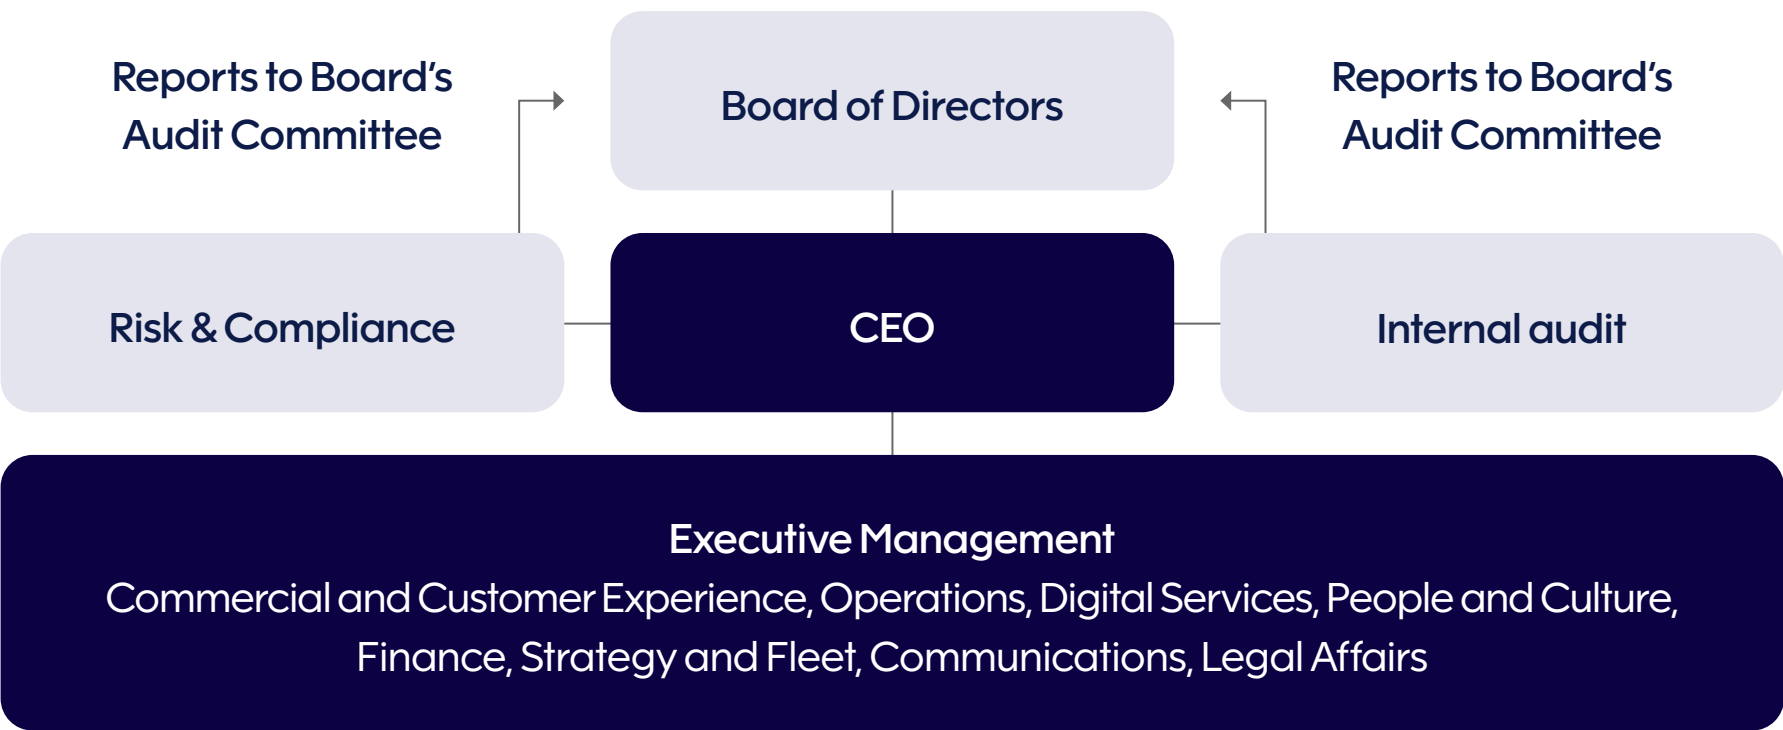 Reports to Board’s
Audit Committee
Board of Directors
Reports to Board’s
Audit Committee
Risk & Compliance
CEO
Internal audit
Executive Management
Commercial and Customer Experience, Operations, Digital Services, People and Culture,
Finance, Strategy and Fleet, Communications, Legal Affairs